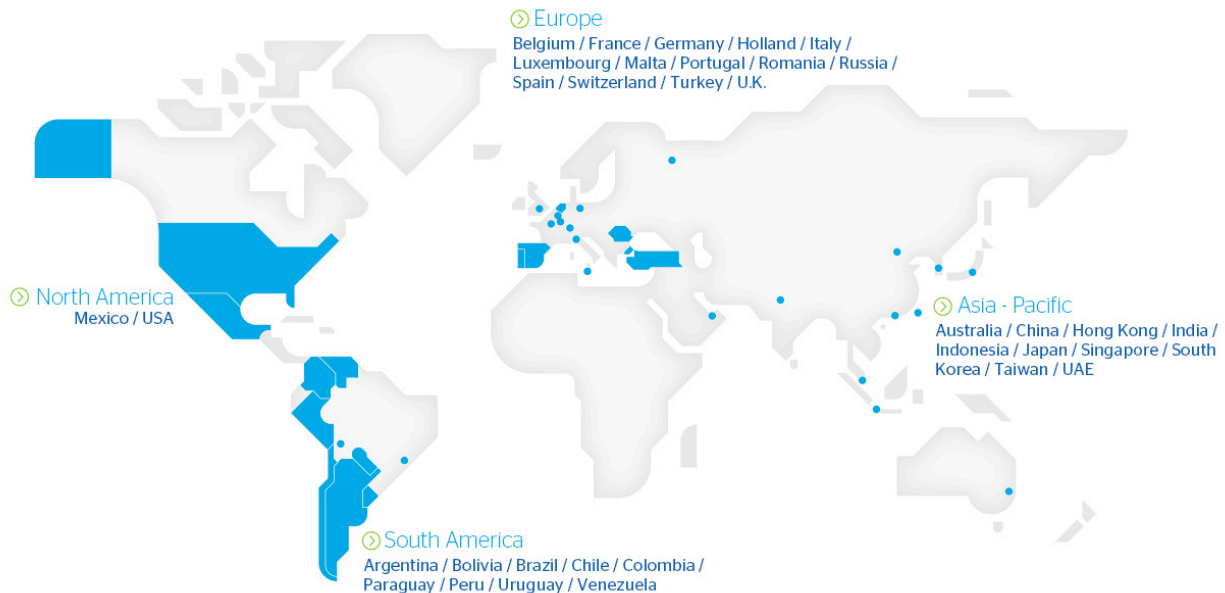 Europe
Belgium / France / Germany / Holland / Italy /
Luxembourg / Malta / Portugal / Romania / Russia /
Spain / Switzerland / Turkey / U.K.
North America
Mexico / USA
Asia - Pacific
Australia / China / Hong Kong / India /
Indonesia / Japan / Singapore / South
Korea / Taiwan / UAE
South America
Argentina / Bolivia / Brazil / Chile / Colombia /
Paraguay / Peru / Uruguay / Venezuela